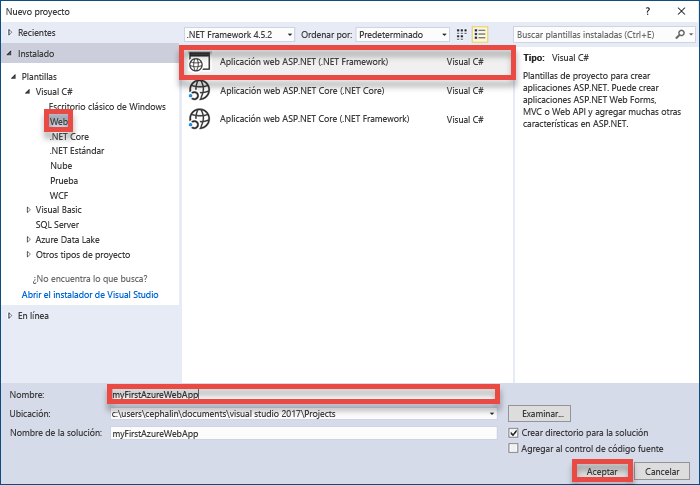 Nuevo proyecto
?
Recientes
.NET Framework 4.5.2
Ordenar por:
Predeterminado
Buscar plantillas instaladas (Ctrl+E)
Instalado
Plantillas
Visual C#
Escritorio clásico de Windows
Web
.NET Core
.NET Estándar
Nube
Prueba
WCF
Visual Basic
SQL Server
Azure Data Lake
Otros tipos de proyecto
¿No encuentra lo que busca?
Abrir el instalador de Visual Studio
En línea
Aplicación web ASP.NET (.NET Framework) Visual C#
Aplicación web ASP.NET Core (.NET Core) Visual C#
Aplicación web ASP.NET Core (.NET Framework) Visual C#
Tipo: Visual C#
Plantillas de proyecto para crear
aplicaciones ASP.NET. Puede crear
aplicaciones ASP.NET Web Forms,
MVC o Web API y agregar muchas otras
características en ASP.NET.
Nombre: myFirstAzureWebApp
Ubicación: c:\users\cephalin\documents\visual studio 2017\Projects
Examinar...
Nombre de la solución: myFirstAzureWebApp
Crear directorio para la solución
Agregar al control de código fuente
Aceptar
Cancelar